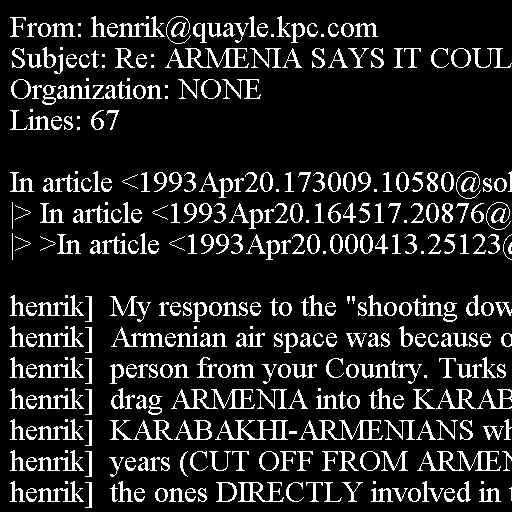 From: henrik@quayle.kpc.com
Subject: Re: ARMENIA SAYS IT COUL
Organization: NONE
Lines: 67

In article <1993Apr20.173009.10580@sol
|> In article <1993Apr20.164517.20876@
|> >In article <1993Apr20.000413.25123@

henrik]  My response to the "shooting dow
henrik]  Armenian air space was because o
henrik]  person from your Country. Turks
henrik]  drag ARMENIA into the KARAB
henrik]  KARABAKHI-ARMENIANS wh
henrik]  years (CUT OFF FROM ARMEN
henrik]  the ones DIRECTLY involved in t